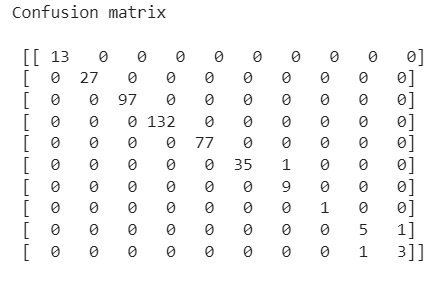 Confusion matrix
[[ 13 0 0 0 0 0 0 0 0 0]
[ 0 27 0 0 0 0 0 0 0 0]
[ 0 0 97 0 0 0 0 0 0 0]
[ 0 0 0 132 0 0 0 0 0 0]
[ 0 0 0 0 77 0 0 0 0 0]
[ 0 0 0 0 0 35 1 0 0 0]
[ 0 0 0 0 0 0 9 0 0 0]
[ 0 0 0 0 0 0 0 1 0 0]
[ 0 0 0 0 0 0 0 0 5 1]
[ 0 0 0 0 0 0 0 0 1 3]]